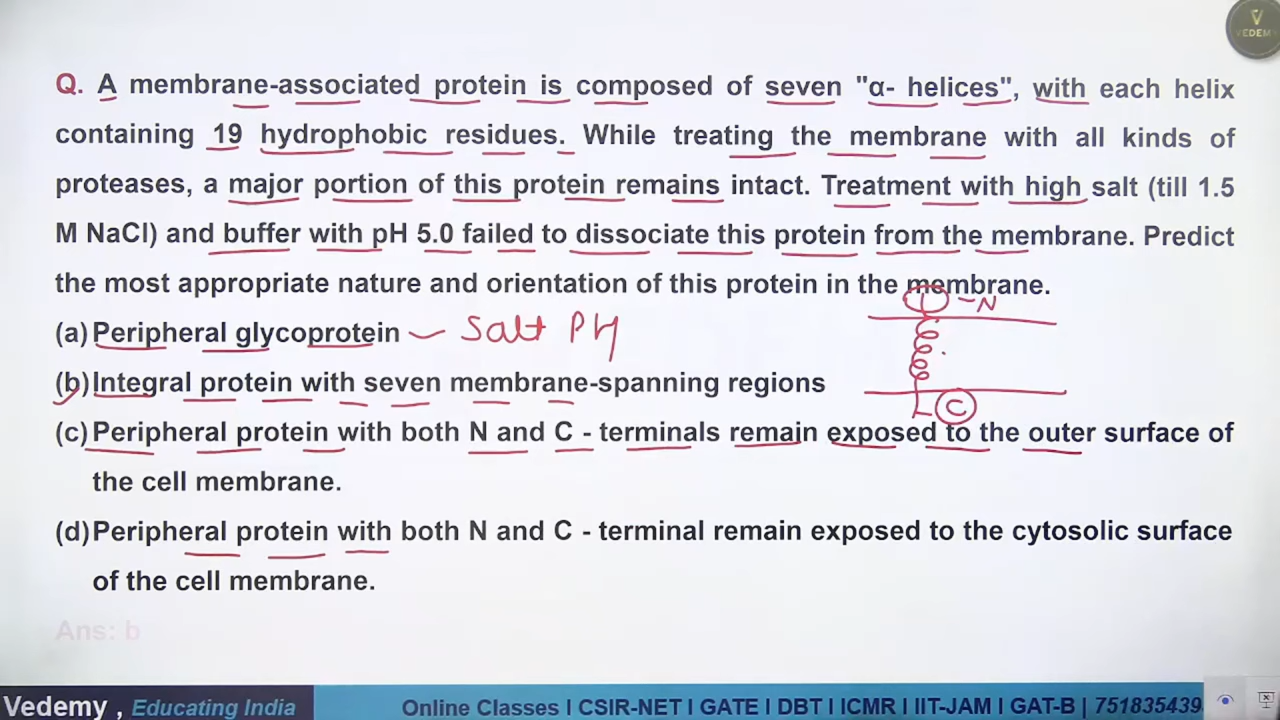 V
VEDEMY
Q. A membrane-associated protein is composed of seven "α- helices", with each helix
containing 19 hydrophobic residues. While treating the membrane with all kinds of
proteases, a major portion of this protein remains intact. Treatment with high salt (till 1.5
M NaCl) and buffer with pH 5.0 failed to dissociate this protein from the membrane. Predict
the most appropriate nature and orientation of this protein in the membrane.
-N
(a) Peripheral glycoprotein - Salt PH
(b) Integral protein with seven membrane-spanning regions
C
(c) Peripheral protein with both N and C - terminals remain exposed to the outer surface of
the cell membrane.
(d) Peripheral protein with both N and C - terminal remain exposed to the cytosolic surface
of the cell membrane.
Ans: b
Vedemy , Educating India
Online Classes I CSIR-NET I GATE I DBT I ICMR I IIT-JAM I GAT-B | 751835439